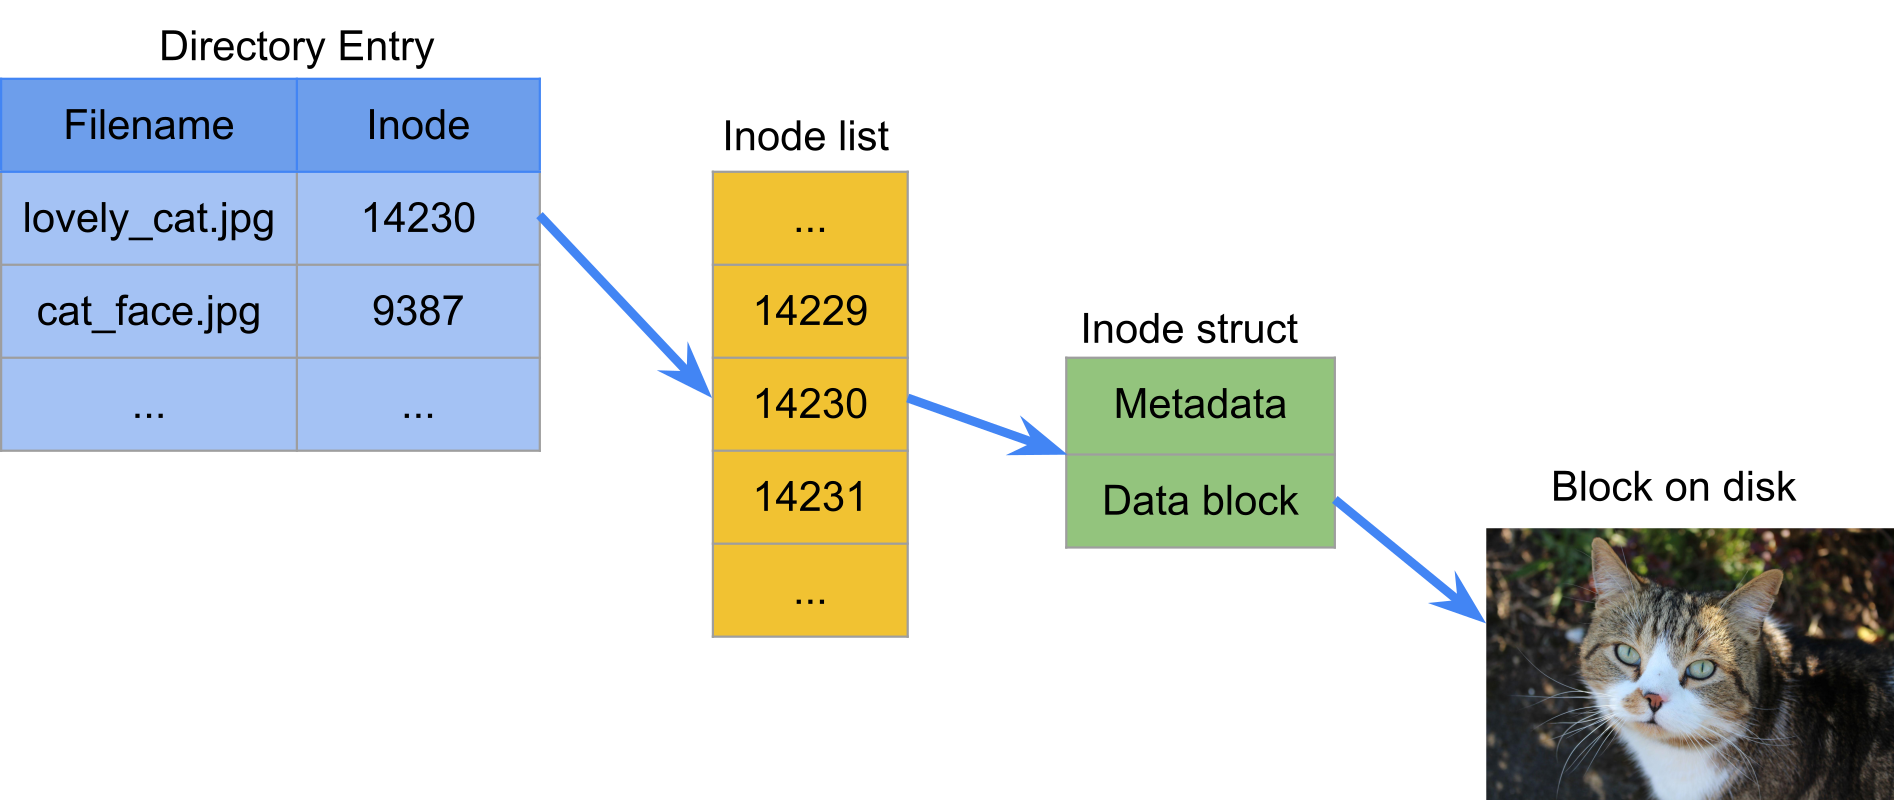 Directory Entry
Filename Inode
lovely_cat.jpg 14230
cat_face.jpg 9387
... ...
Inode list
...
14229
14230
14231
...
Inode struct
Metadata
Data block
Block on disk